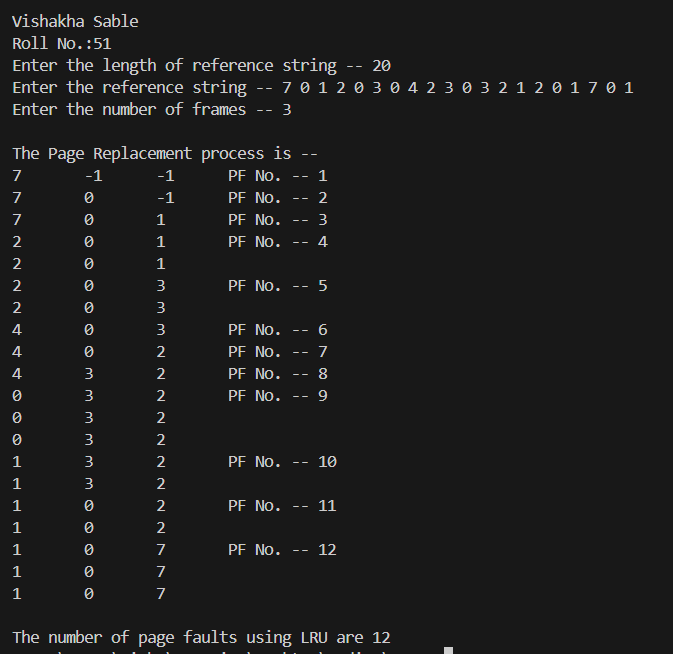 Vishakha Sable
Roll No.:51
Enter the length of reference string -- 20
Enter the reference string -- 7 0 1 2 0 3 0 4 2 3 0 3 2 1 2 0 1 7 0 1
Enter the number of frames -- 3
The Page Replacement process is --
7 -1 -1 PF No. -- 1
7 0 -1 PF No. -- 2
7 0 1 PF No. -- 3
2 0 1 PF No. -- 4
2 0 1
2 0 3 PF No. -- 5
2 0 3
4 0 3 PF No. -- 6
4 0 2 PF No. -- 7
4 3 2 PF No. -- 8
0 3 2 PF No. -- 9
0 3 2
0 3 2
1 3 2 PF No. -- 10
1 3 2
1 0 2 PF No. -- 11
1 0 2
1 0 7 PF No. -- 12
1 0 7
1 0 7
The number of page faults using LRU are 12